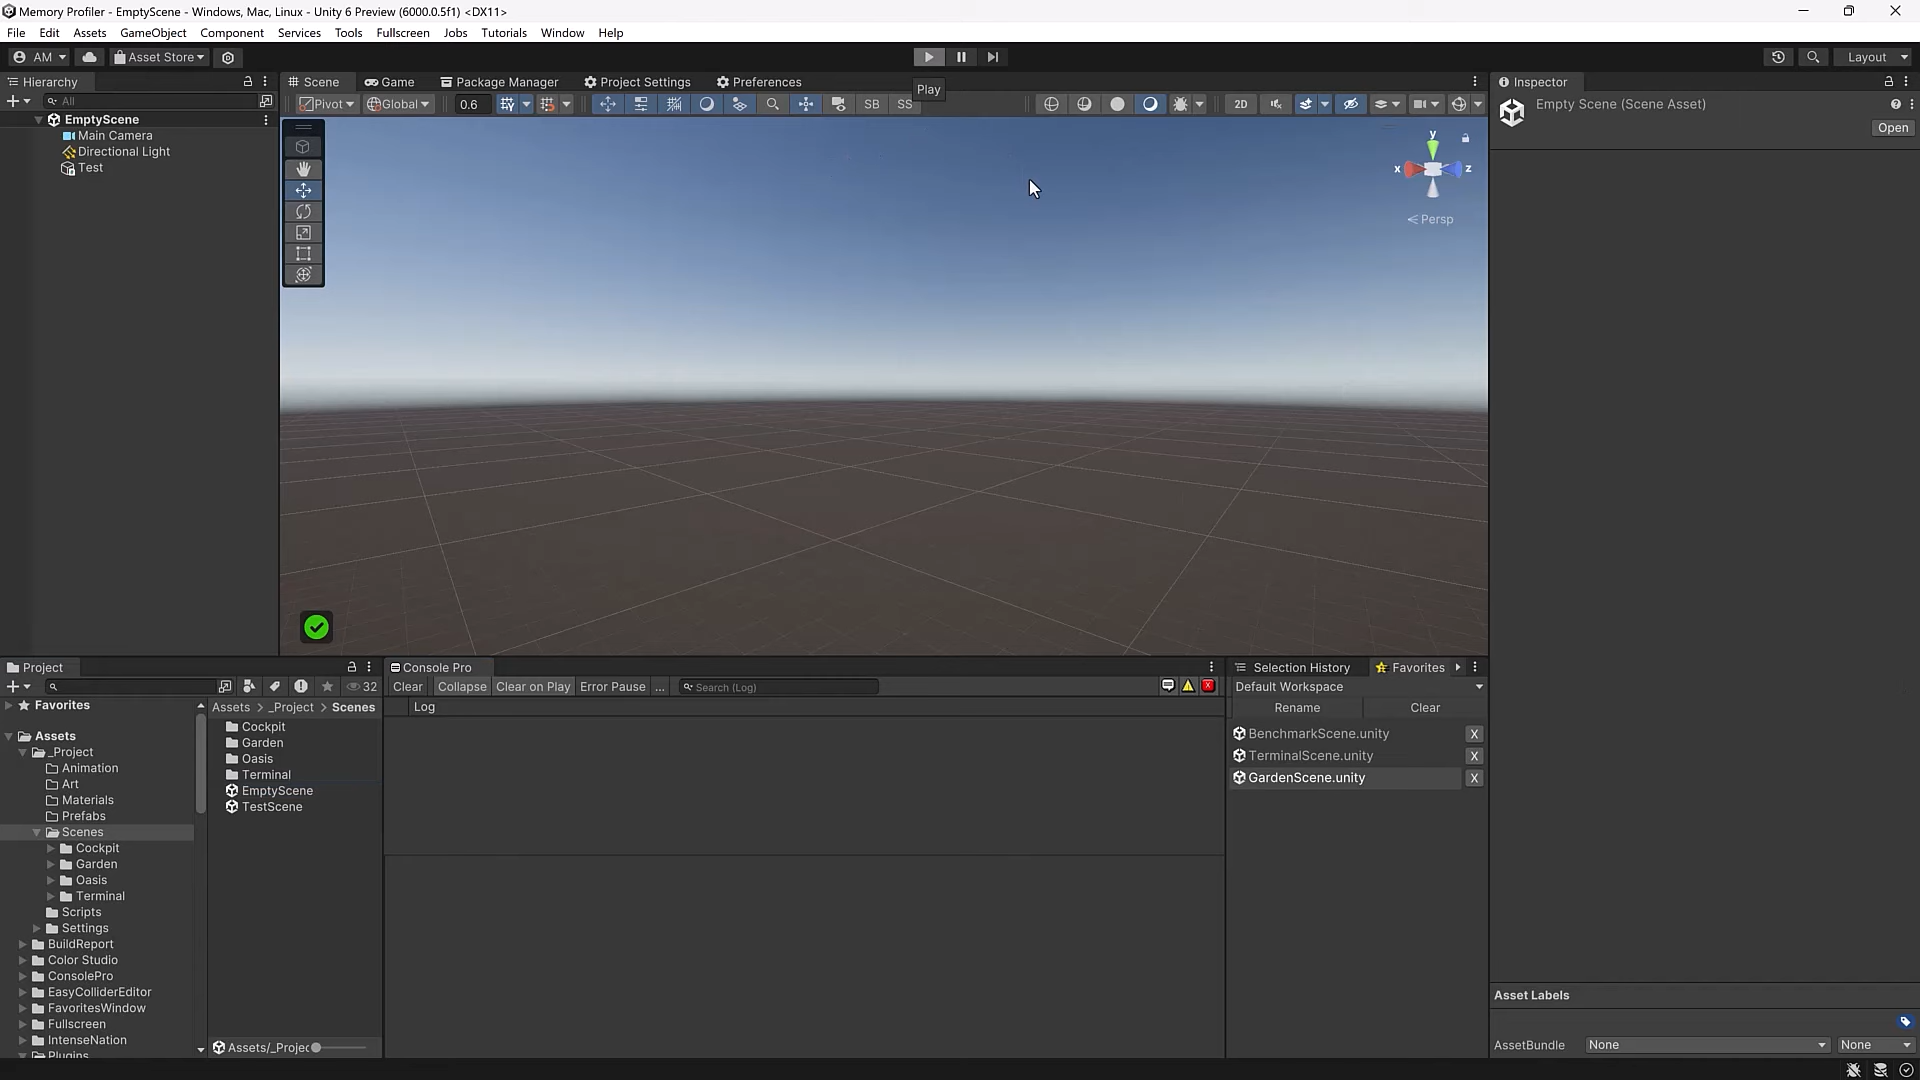 Memory Profiler - EmptyScene - Windows, Mac, Linux - Unity 6 Preview (6000.0.5f1) <DX11>
File Edit Assets GameObject Component Services Tools Fullscreen Jobs Tutorials Window Help
AM Asset Store Layout
Hierarchy Scene Game Package Manager Project Settings Preferences Inspector
All Pivot Global 0.6 SB SS Play 2D Empty Scene (Scene Asset)
Open
EmptyScene
Main Camera
Directional Light
Test
y
x z
Persp
Project Console Pro Selection History Favorites
32 Clear Collapse Clear on Play Error Pause ... Search (Log) Default Workspace
Favorites Assets > _Project > Scenes Log Rename Clear
Cockpit
Garden
Oasis
Terminal
EmptyScene
TestScene
BenchmarkScene.unity X
TerminalScene.unity X
GardenScene.unity X
Assets
_Project
Animation
Art
Materials
Prefabs
Scenes
Cockpit
Garden
Oasis
Terminal
Scripts
Settings
BuildReport
Color Studio
ConsolePro
EasyColliderEditor
FavoritesWindow
Fullscreen
IntenseNation
Plugins
Assets/_Projec
Asset Labels
AssetBundle None None